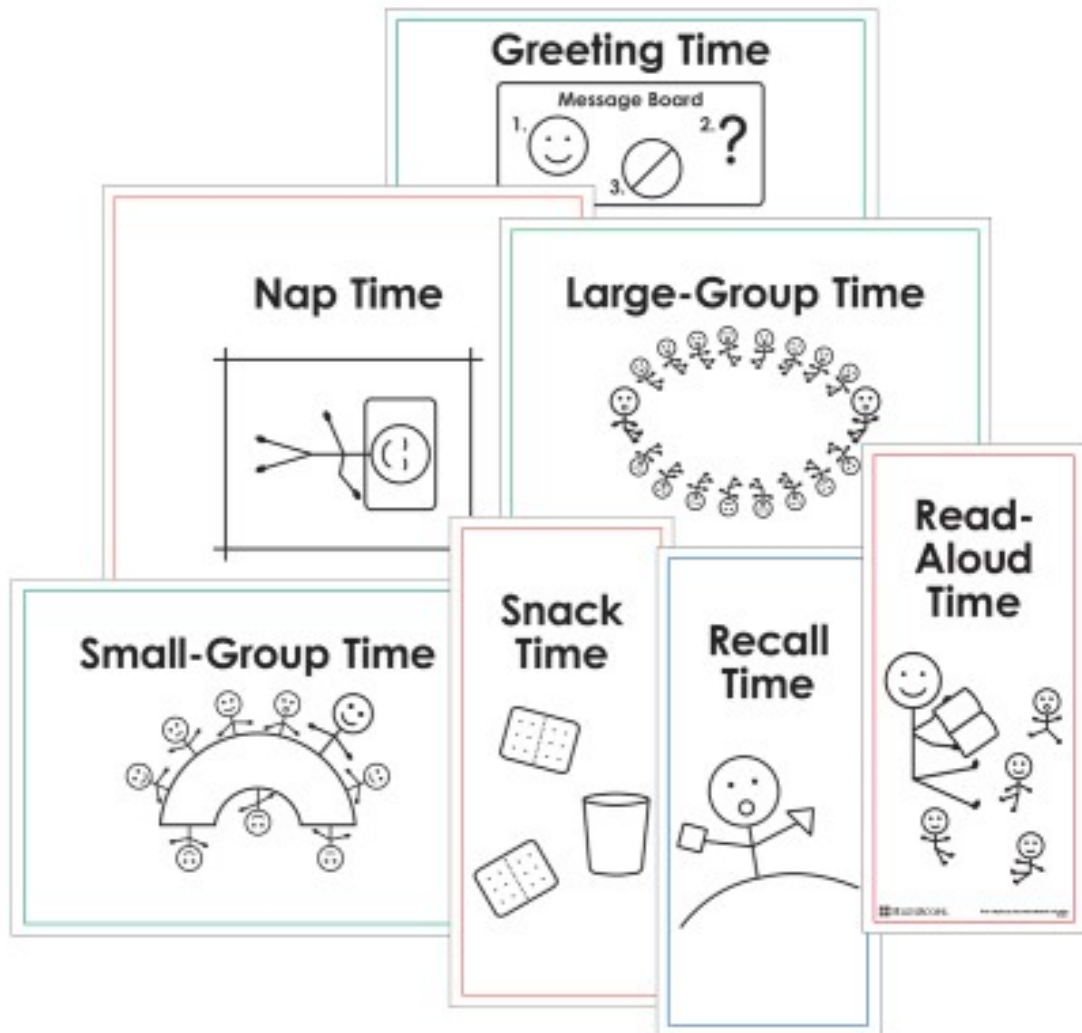 Greeting Time
Message Board
1.
2. ?
3.
Nap Time
Large-Group Time
Read-
Aloud
Time
Snack
Time
Recall
Time
Small-Group Time